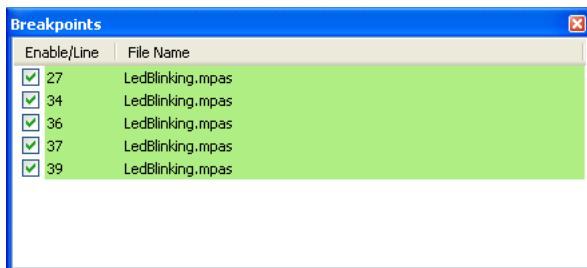 Breakpoints
Enable/Line File Name
27 LedBlinking.mpas
34 LedBlinking.mpas
36 LedBlinking.mpas
37 LedBlinking.mpas
39 LedBlinking.mpas